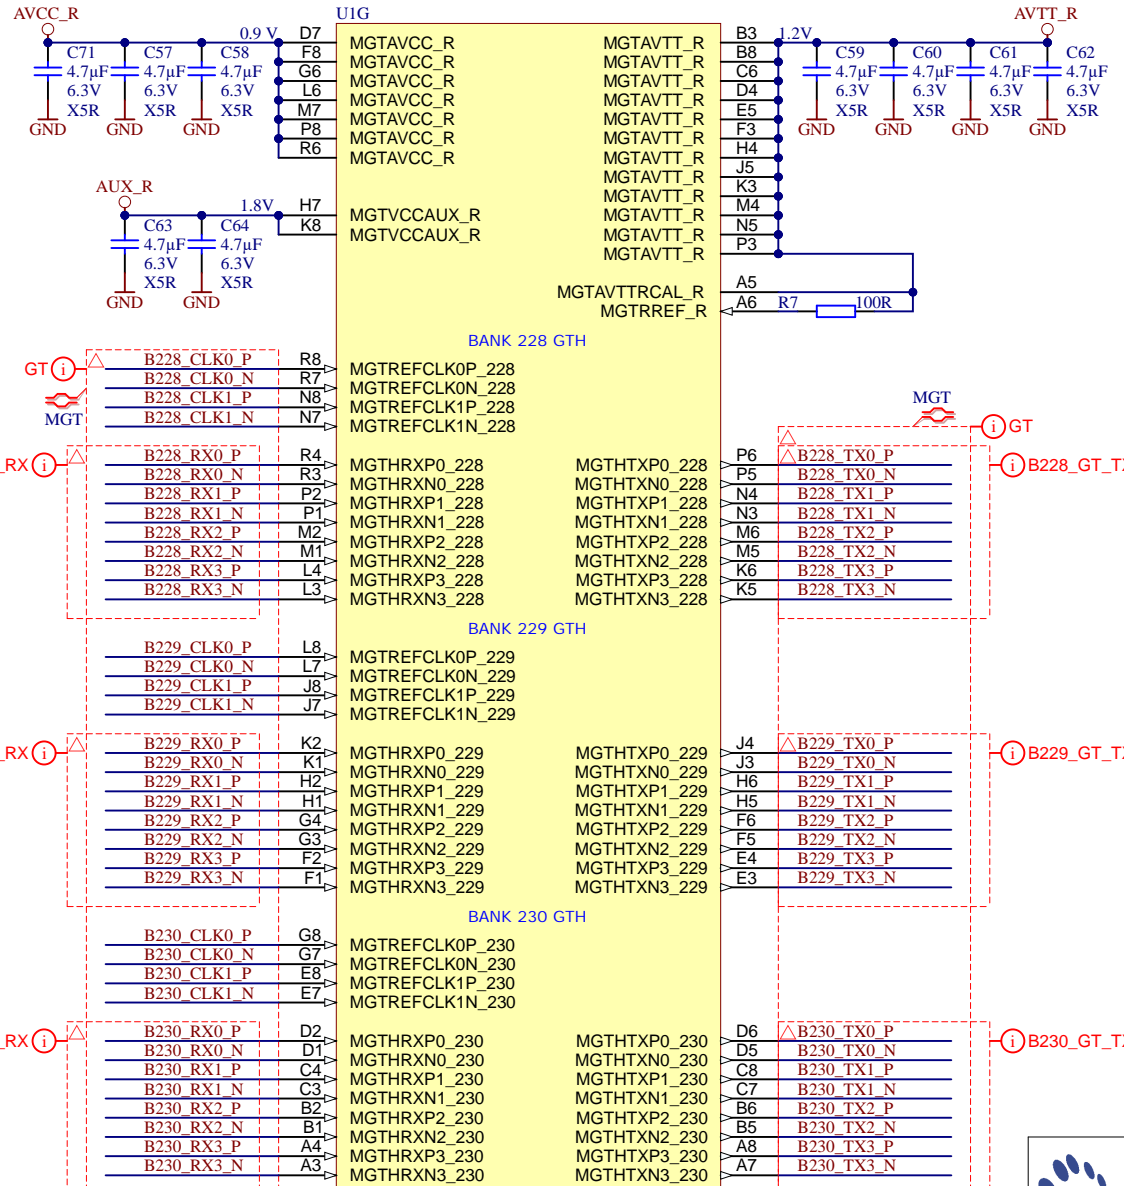 AVCC_R
U1G
AVTT_R
0.9 V
D7
MGTAVCC_R
MGTAVTT_R
B3
1.2V
F8
MGTAVCC_R
MGTAVTT_R
B8
G6
MGTAVCC_R
MGTAVTT_R
C6
L6
MGTAVCC_R
MGTAVTT_R
D4
M7
MGTAVCC_R
MGTAVTT_R
E5
P8
MGTAVCC_R
MGTAVTT_R
F3
R6
MGTAVCC_R
MGTAVTT_R
H4
C71
4.7µF
6.3V
X5R
GND
C57
4.7µF
6.3V
X5R
GND
C58
4.7µF
6.3V
X5R
GND
C59
4.7µF
6.3V
X5R
GND
C60
4.7µF
6.3V
X5R
GND
C61
4.7µF
6.3V
X5R
GND
C62
4.7µF
6.3V
X5R
GND
MGTAVTT_R
J5
MGTAVTT_R
K3
AUX_R
1.8V
H7
MGTVCCAUX_R
MGTAVTT_R
M4
K8
MGTVCCAUX_R
MGTAVTT_R
N5
MGTAVTT_R
P3
C63
4.7µF
6.3V
X5R
GND
C64
4.7µF
6.3V
X5R
GND
MGTAVTTRCAL_R
A5
MGTRREF_R
A6
R7
100R
BANK 228 GTH
GT
i
MGT
B228_CLK0_P
R8
MGTREFCLK0P_228
B228_CLK0_N
R7
MGTREFCLK0N_228
B228_CLK1_P
N8
MGTREFCLK1P_228
B228_CLK1_N
N7
MGTREFCLK1N_228
MGT
i
GT
_RX
i
B228_RX0_P
R4
MGTHRXP0_228
MGTHTXP0_228
P6
B228_TX0_P
i
B228_GT_TX
B228_RX0_N
R3
MGTHRXN0_228
MGTHTXN0_228
P5
B228_TX0_N
B228_RX1_P
P2
MGTHRXP1_228
MGTHTXP1_228
N4
B228_TX1_P
B228_RX1_N
P1
MGTHRXN1_228
MGTHTXN1_228
N3
B228_TX1_N
B228_RX2_P
M2
MGTHRXP2_228
MGTHTXP2_228
M6
B228_TX2_P
B228_RX2_N
M1
MGTHRXN2_228
MGTHTXN2_228
M5
B228_TX2_N
B228_RX3_P
L4
MGTHRXP3_228
MGTHTXP3_228
K6
B228_TX3_P
B228_RX3_N
L3
MGTHRXN3_228
MGTHTXN3_228
K5
B228_TX3_N
BANK 229 GTH
B229_CLK0_P
L8
MGTREFCLK0P_229
B229_CLK0_N
L7
MGTREFCLK0N_229
B229_CLK1_P
J8
MGTREFCLK1P_229
B229_CLK1_N
J7
MGTREFCLK1N_229
_RX
i
B229_RX0_P
K2
MGTHRXP0_229
MGTHTXP0_229
J4
B229_TX0_P
i
B229_GT_TX
B229_RX0_N
K1
MGTHRXN0_229
MGTHTXN0_229
J3
B229_TX0_N
B229_RX1_P
H2
MGTHRXP1_229
MGTHTXP1_229
H6
B229_TX1_P
B229_RX1_N
H1
MGTHRXN1_229
MGTHTXN1_229
H5
B229_TX1_N
B229_RX2_P
G4
MGTHRXP2_229
MGTHTXP2_229
F6
B229_TX2_P
B229_RX2_N
G3
MGTHRXN2_229
MGTHTXN2_229
F5
B229_TX2_N
B229_RX3_P
F2
MGTHRXP3_229
MGTHTXP3_229
E4
B229_TX3_P
B229_RX3_N
F1
MGTHRXN3_229
MGTHTXN3_229
E3
B229_TX3_N
BANK 230 GTH
B230_CLK0_P
G8
MGTREFCLK0P_230
B230_CLK0_N
G7
MGTREFCLK0N_230
B230_CLK1_P
E8
MGTREFCLK1P_230
B230_CLK1_N
E7
MGTREFCLK1N_230
_RX
i
B230_RX0_P
D2
MGTHRXP0_230
MGTHTXP0_230
D6
B230_TX0_P
i
B230_GT_TX
B230_RX0_N
D1
MGTHRXN0_230
MGTHTXN0_230
D5
B230_TX0_N
B230_RX1_P
C4
MGTHRXP1_230
MGTHTXP1_230
C8
B230_TX1_P
B230_RX1_N
C3
MGTHRXN1_230
MGTHTXN1_230
C7
B230_TX1_N
B230_RX2_P
B2
MGTHRXP2_230
MGTHTXP2_230
B6
B230_TX2_P
B230_RX2_N
B1
MGTHRXN2_230
MGTHTXN2_230
B5
B230_TX2_N
B230_RX3_P
A4
MGTHRXP3_230
MGTHTXP3_230
A8
B230_TX3_P
B230_RX3_N
A3
MGTHRXN3_230
MGTHTXN3_230
A7
B230_TX3_N